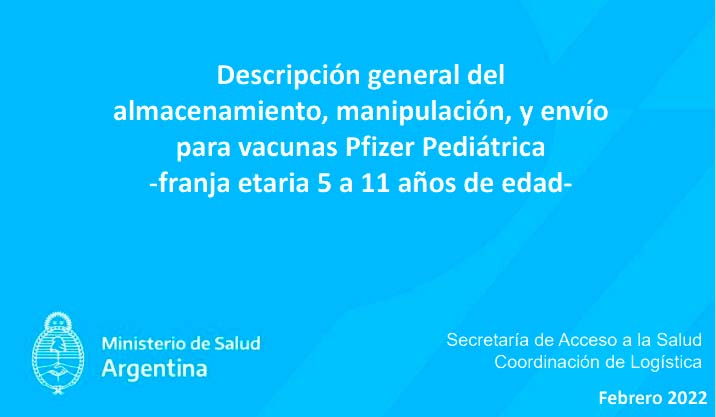 Descripción general del
almacenamiento, manipulación, y envío
para vacunas Pfizer Pediátrica
-franja etaria 5 a 11 años de edad-
Ministerio de Salud
Argentina
Secretaría de Acceso a la Salud
Coordinación de Logística
Febrero 2022